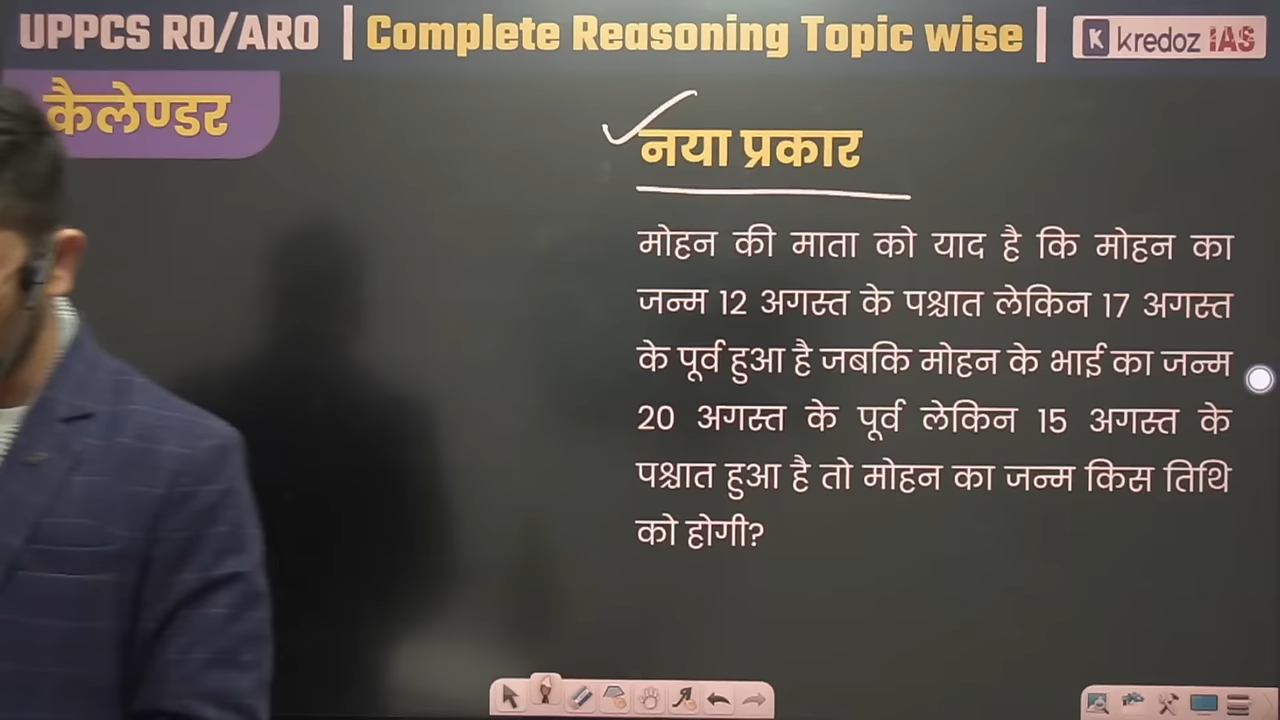 UPPCS RO/ARO | Complete Reasoning Topic wise |
K kredoz IAS
कैलेण्डर
नया प्रकार
मोहन की माता को याद है कि मोहन का
जन्म 12 अगस्त के पश्चात लेकिन 17 अगस्त
के पूर्व हुआ है जबकि मोहन के भाई का जन्म
20 अगस्त के पूर्व लेकिन 15 अगस्त के
पश्चात हुआ है तो मोहन का जन्म किस तिथि
को होगी?